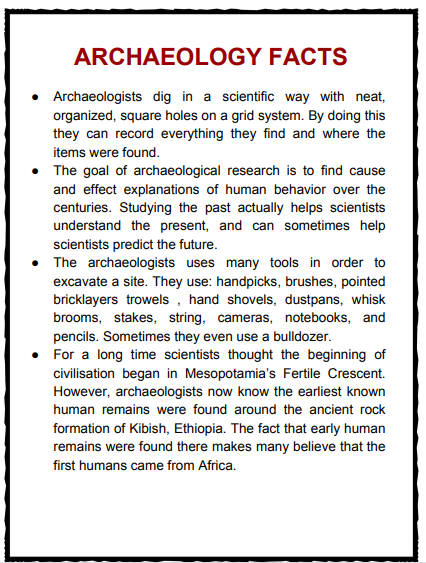 ARCHAEOLOGY FACTS
● Archaeologists dig in a scientific way with neat,
organized, square holes on a grid system. By doing this
they can record everything they find and where the
items were found.
● The goal of archaeological research is to find cause
and effect explanations of human behavior over the
centuries. Studying the past actually helps scientists
understand the present, and can sometimes help
scientists predict the future.
● The archaeologists uses many tools in order to
excavate a site. They use: handpicks, brushes, pointed
bricklayers trowels , hand shovels, dustpans, whisk
brooms, stakes, string, cameras, notebooks, and
pencils. Sometimes they even use a bulldozer.
● For a long time scientists thought the beginning of
civilisation began in Mesopotamia's Fertile Crescent.
However, archaeologists now know the earliest known
human remains were found around the ancient rock
formation of Kibish, Ethiopia. The fact that early human
remains were found there makes many believe that the
first humans came from Africa.